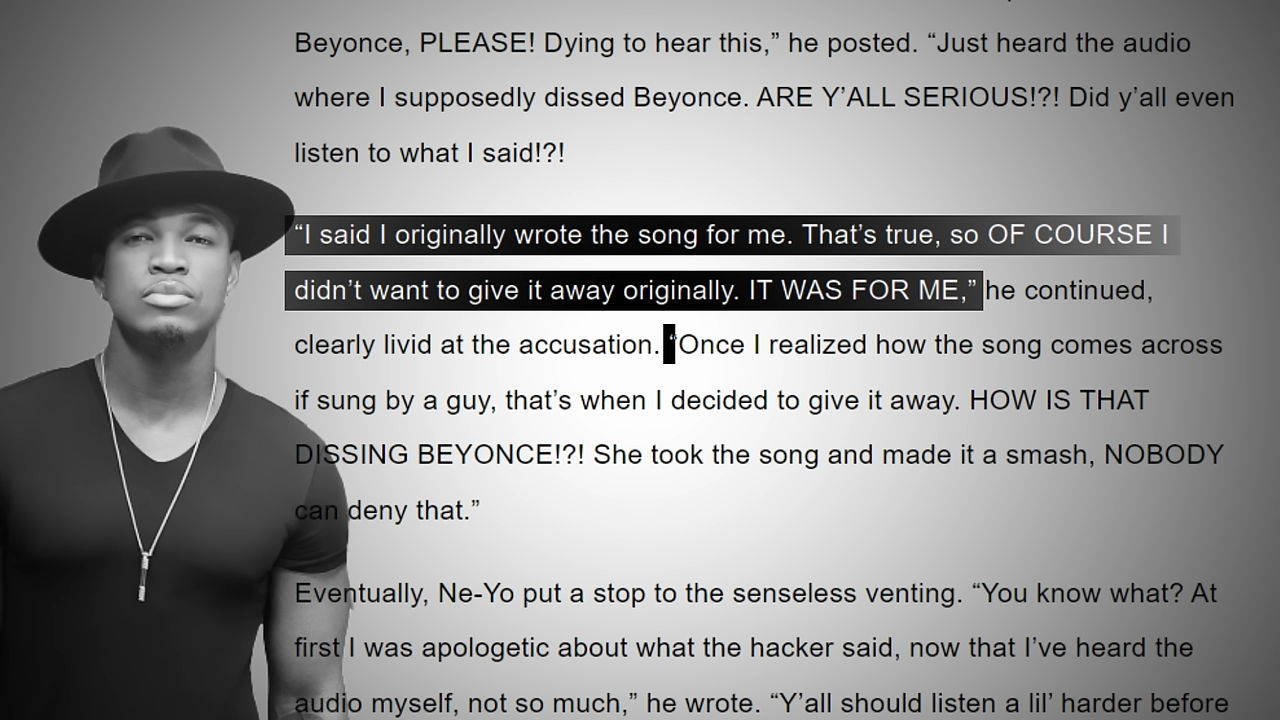 Beyonce, PLEASE! Dying to hear this,” he posted. “Just heard the audio
where I supposedly dissed Beyonce. ARE Y’ALL SERIOUS!?! Did y’all even
listen to what I said!?!
“I said I originally wrote the song for me. That’s true, so OF COURSE I
didn’t want to give it away originally. IT WAS FOR ME,” he continued,
clearly livid at the accusation. “Once I realized how the song comes across
if sung by a guy, that’s when I decided to give it away. HOW IS THAT
DISSING BEYONCE!?! She took the song and made it a smash, NOBODY
can deny that.”
Eventually, Ne-Yo put a stop to the senseless venting. “You know what? At
first I was apologetic about what the hacker said, now that I’ve heard the
audio myself, not so much,” he wrote. “Y’all should listen a lil’ harder before